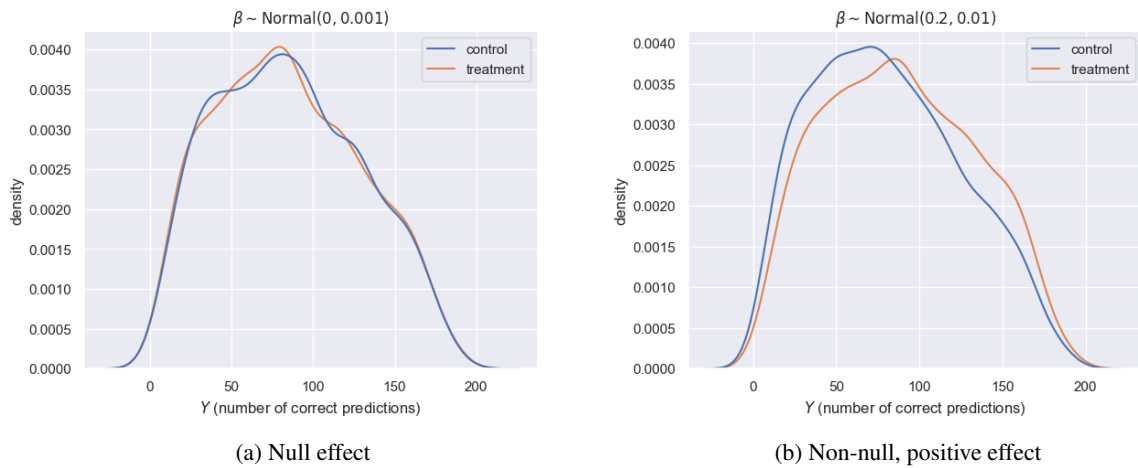 β ~ Normal(0, 0.001)
control
treatment
0.0040
0.0035
0.0030
0.0025
0.0020
0.0015
0.0010
0.0005
0.0000
density
0 50 100 150 200
Y (number of correct predictions)
(a) Null effect
β ~ Normal(0.2, 0.01)
control
treatment
0.0040
0.0035
0.0030
0.0025
0.0020
0.0015
0.0010
0.0005
0.0000
density
0 50 100 150 200
Y (number of correct predictions)
(b) Non-null, positive effect